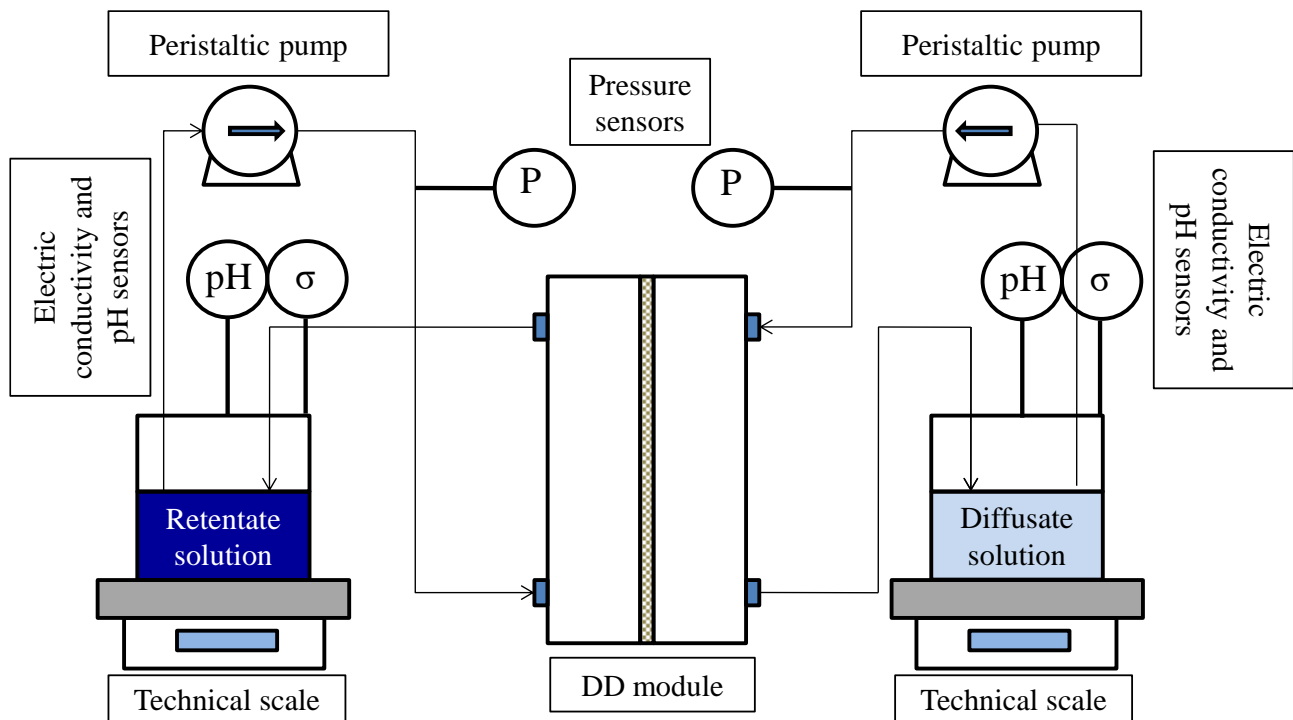 Peristaltic pump
Peristaltic pump
Pressure
sensors
P
P
Electric
conductivity and
pH sensors
Electric
conductivity and
pH sensors
pH
σ
pH
σ
Retentate
solution
Diffusate
solution
Technical scale
DD module
Technical scale